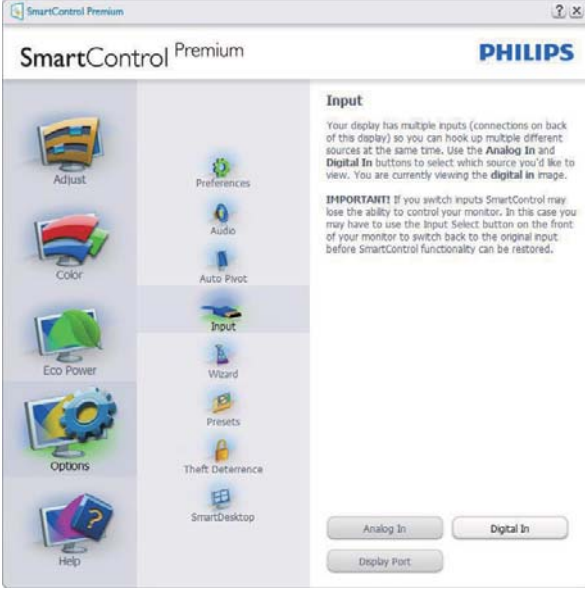 SmartControl Premium
SmartControl Premium
PHILIPS
Adjust
Color
Eco Power
Options
Help
Preferences
Audio
Auto Pivot
Input
Wizard
Presets
Theft Deterrence
SmartDesktop
Input
Your display has multiple inputs (connections on back
of this display) so you can hook up multiple different
sources at the same time. Use the Analog In and
Digital In buttons to select which source you'd like to
view. You are currently viewing the digital in image.
IMPORTANT! If you switch inputs SmartControl may
lose the ability to control your monitor. In this case you
may have to use the Input Select button on the front
of your monitor to switch back to the original input
before SmartControl functionality can be restored.
Analog In
Digital In
Display Port